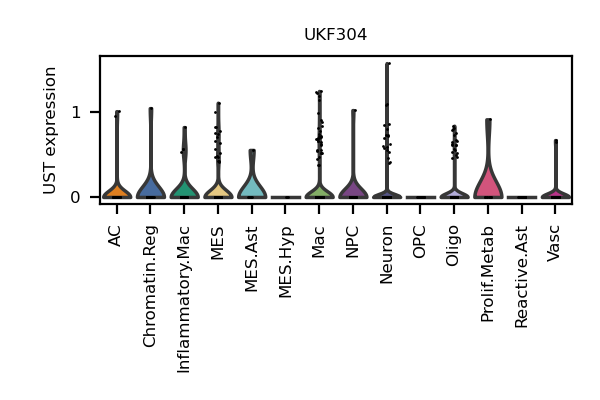 UKF304
UST expression
1
0
AC
Chromatin.Reg
Inflammatory.Mac
MES
MES.Ast
MES.Hyp
Mac
NPC
Neuron
OPC
Oligo
Prolif.Metab
Reactive.Ast
Vasc